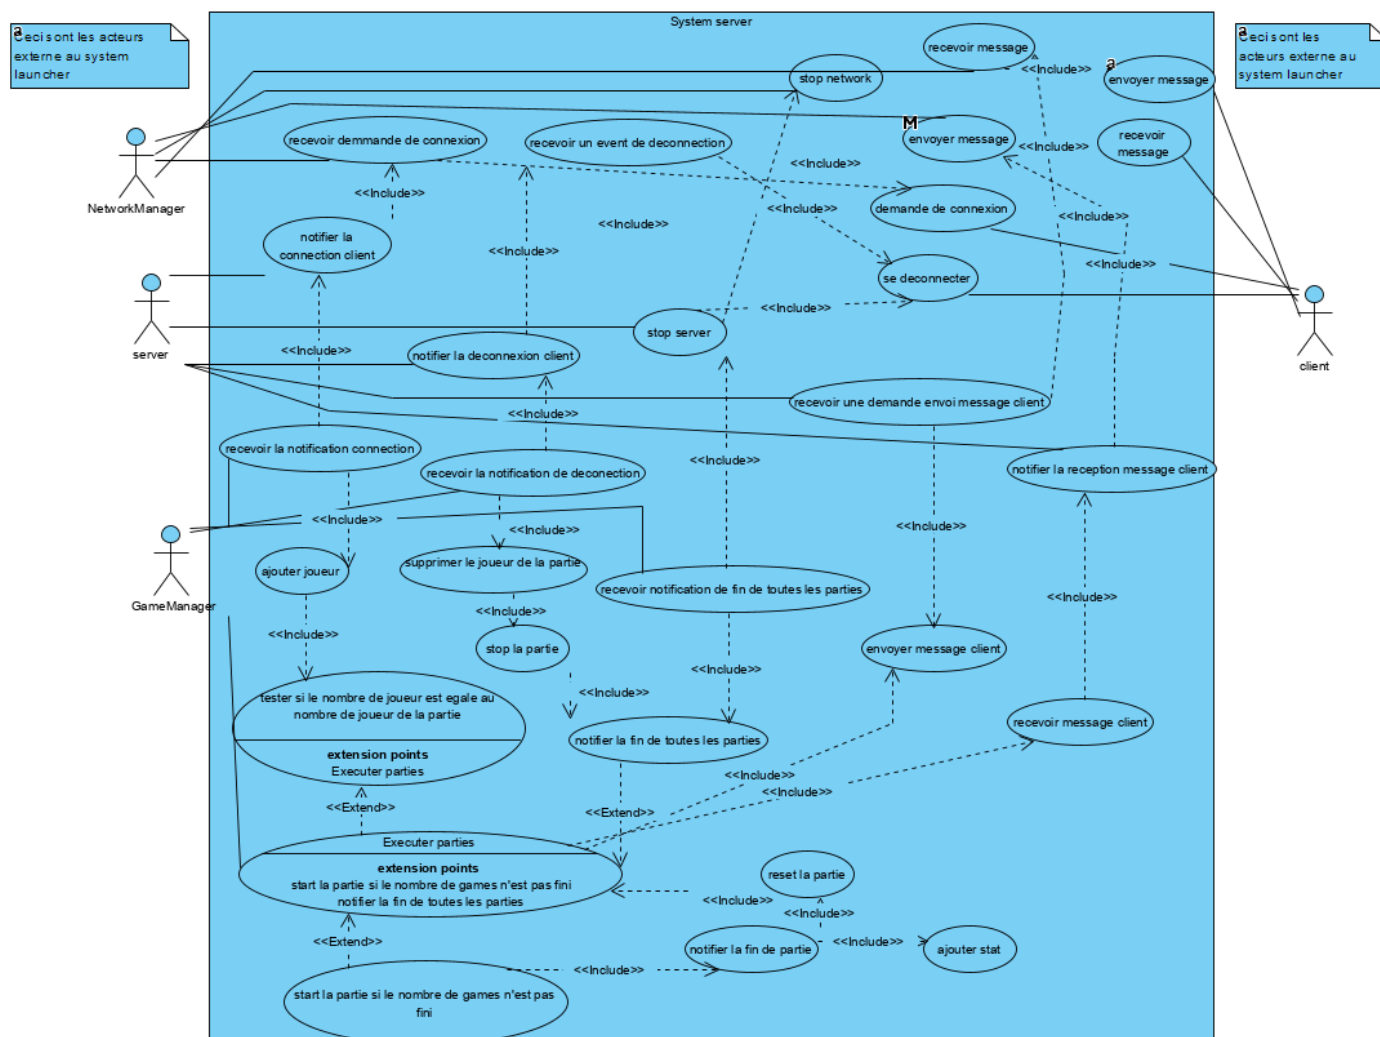 System server
a
Ceci sont les acteurs
externe au system
launcher
a
Ceci sont les
acteurs externe au
system launcher
recevoir message
<<Include>>
a
envoyer message
stop network
M
envoyer message
recevoir
message
<<Include>>
recevoir demmande de connexion
recevoir un event de deconnection
<<Include>>
<<Include>>
NetworkManager
<<Include>>
demande de connexion
<<Include>>
<<Include>>
notifier la
connection client
<<Include>>
<<Include>>
se deconnecter
<<Include>>
stop server
server
<<Include>>
notifier la deconnexion client
client
recevoir une demande envoi message client
<<Include>>
recevoir la notification connection
recevoir la notification de deconection
<<Include>>
notifier la reception message client
<<Include>>
<<Include>>
<<Include>>
ajouter joueur
supprimer le joueur de la partie
recevoir notification de fin de toutes les parties
<<Include>>
GameManager
<<Include>>
<<Include>>
stop la partie
envoyer message client
<<Include>>
<<Include>>
tester si le nombre de joueur est egale au
nombre de joueur de la partie
extension points
Executer parties
notifier la fin de toutes les parties
recevoir message client
<<Include>>
<<Include>>
<<Extend>>
<<Extend>>
Executer parties
extension points
start la partie si le nombre de games n'est pas fini
notifier la fin de toutes les parties
reset la partie
<<Include>>
<<Include>>
<<Extend>>
notifier la fin de partie
<<Include>>
ajouter stat
<<Include>>
start la partie si le nombre de games n'est pas
fini